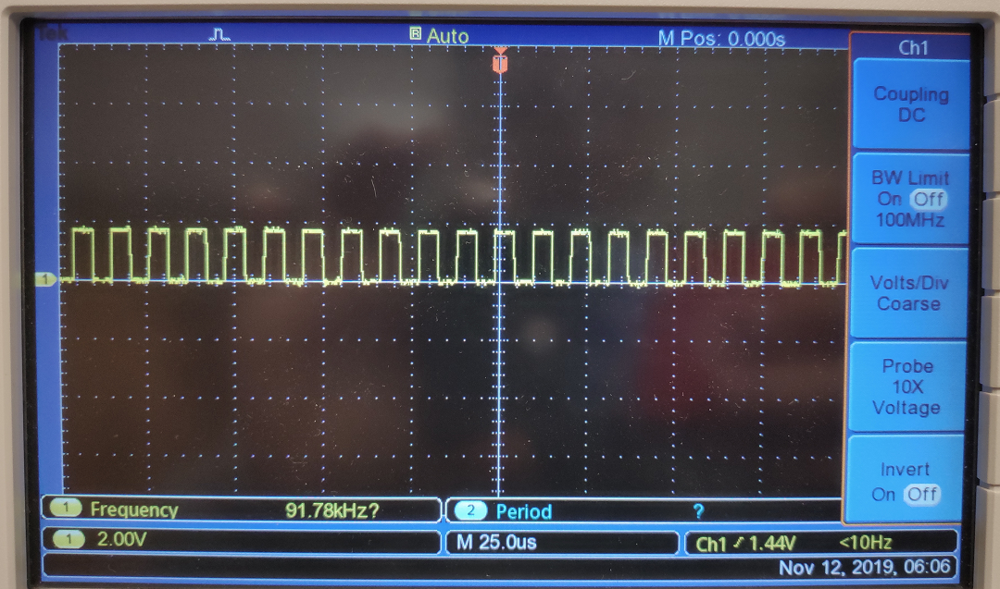 Tek
R Auto
M Pos: 0.000s
Ch1
Coupling
DC
BW Limit
On Off
100MHz
Volts/Div
Coarse
Probe
10X
Voltage
Invert
On Off
T
1
1 Frequency 91.78kHz?
2 Period ?
1 2.00V
M 25.0us
Ch1 1.44V <10Hz
Nov 12, 2019, 06:06